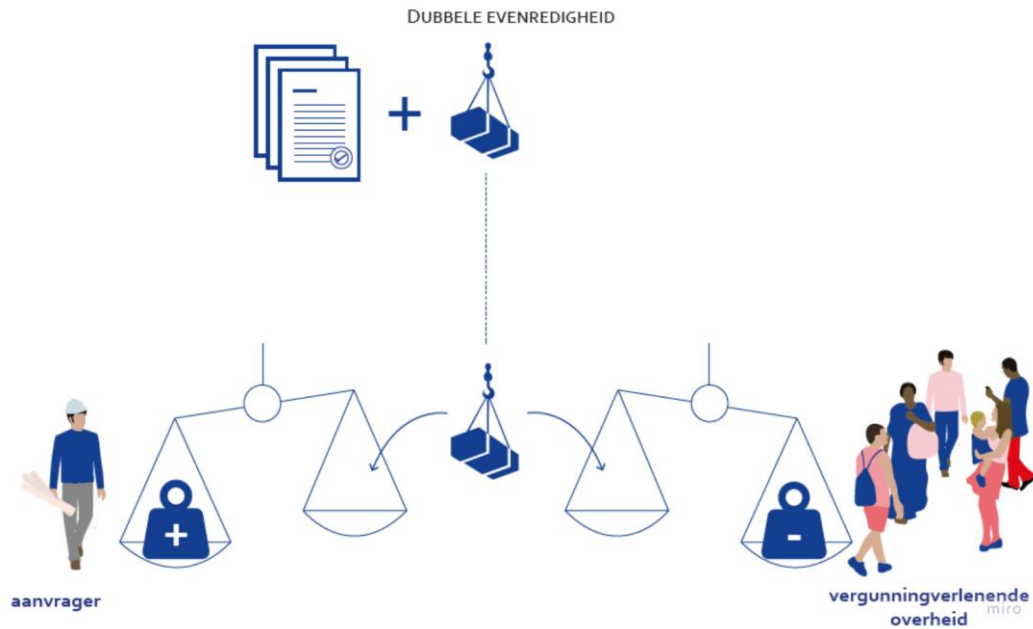 DUBBELE EVENREDIGHEID
+
+
-
aanvrager
vergunningverlenende
overheid
miro